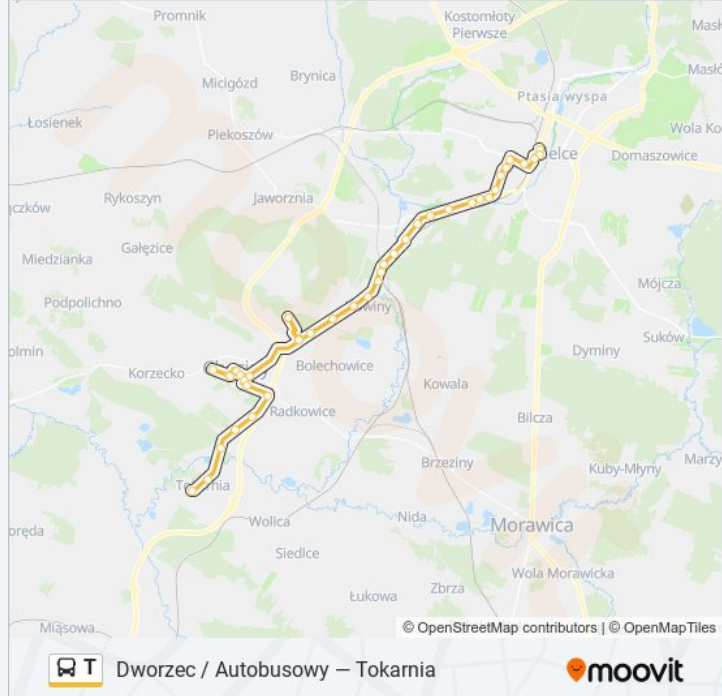 Promnik
Kostomłoty
Pierwsze
Brynica
Micigózd
Ptasia wyspa
Łosienek
Piekoszów
Wola Ko
Domaszowice
Rykoszyn
Jaworznia
Gałęzice
Miedzianka
Podpolichno
Mójcza
Suków
Dyminy
Korzecko
Bolechowice
Kowala
Radkowice
Bilcza
Brzeziny
Kuby-Młyny
Marzy
Nida
Morawica
Wolica
Siedlce
Wola Morawicka
Zbrza
Łukowa
Miąsowa
© OpenStreetMap contributors | © OpenMapTiles
T Dworzec / Autobusowy — Tokarnia
moovit